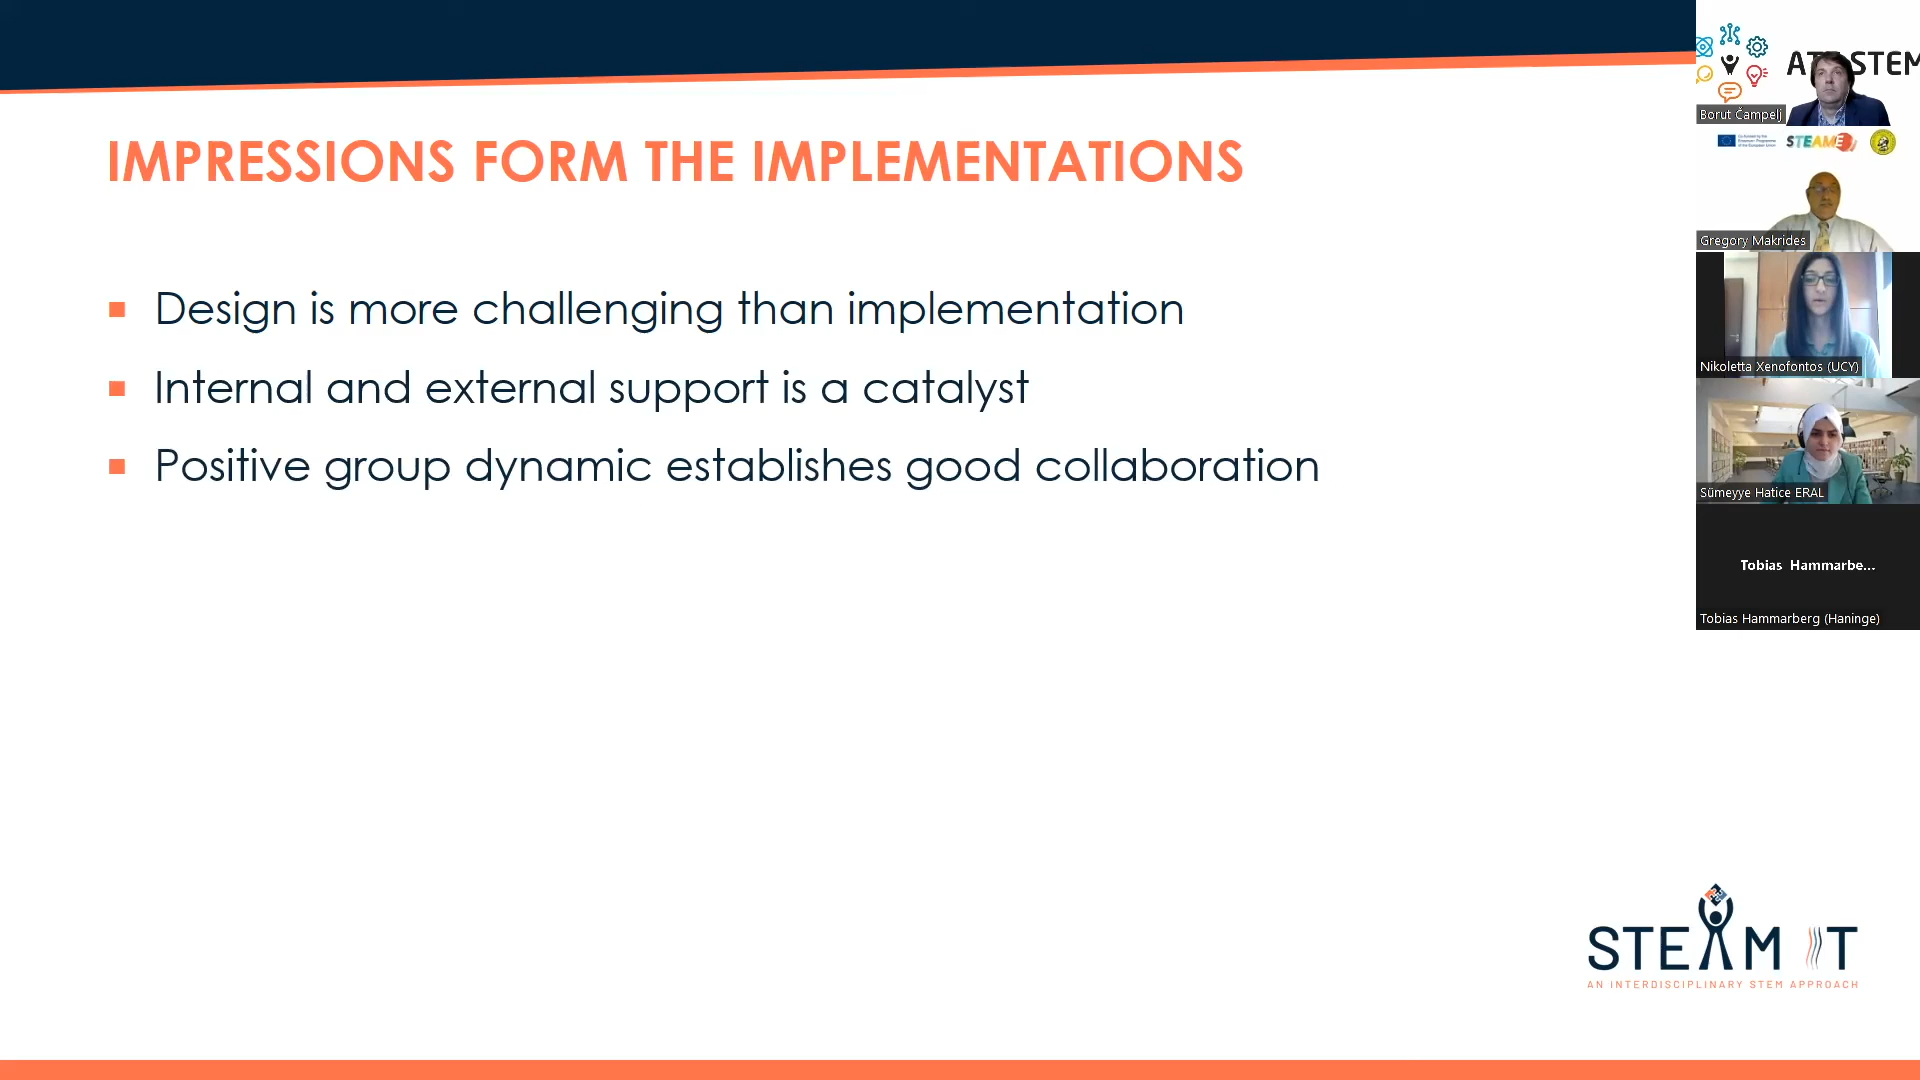 IMPRESSIONS FORM THE IMPLEMENTATIONS
Design is more challenging than implementation
Internal and external support is a catalyst
Positive group dynamic establishes good collaboration
STEAM IT
AN INTERDISCIPLINARY STEM APPROACH
STEM
Borut Čampelj
STEAME
Gregory Makrides
Nikoletta Xenofontos (UCY)
Sümeyye Hatice ERAL
Tobias Hammarbe...
Tobias Hammarberg (Haninge)